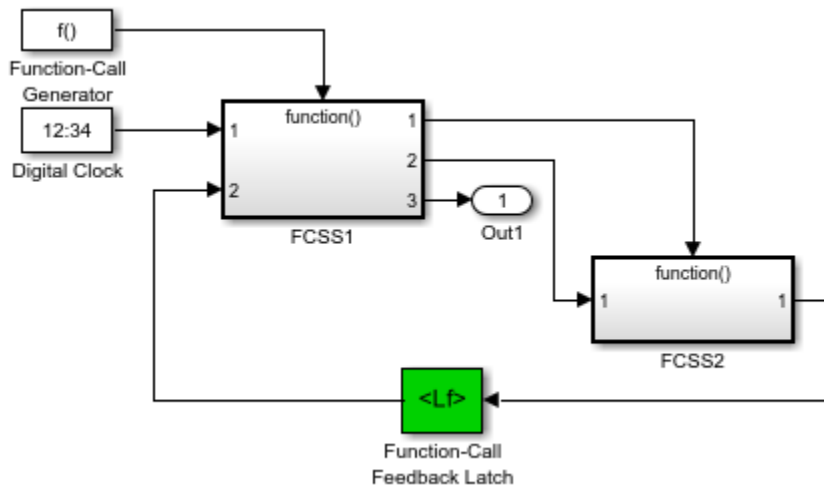 f()
Function-Call
Generator
12:34
Digital Clock
function()
1
2
1
2
3
FCSS1
1
Out1
function()
1
1
FCSS2
<Lf>
Function-Call
Feedback Latch